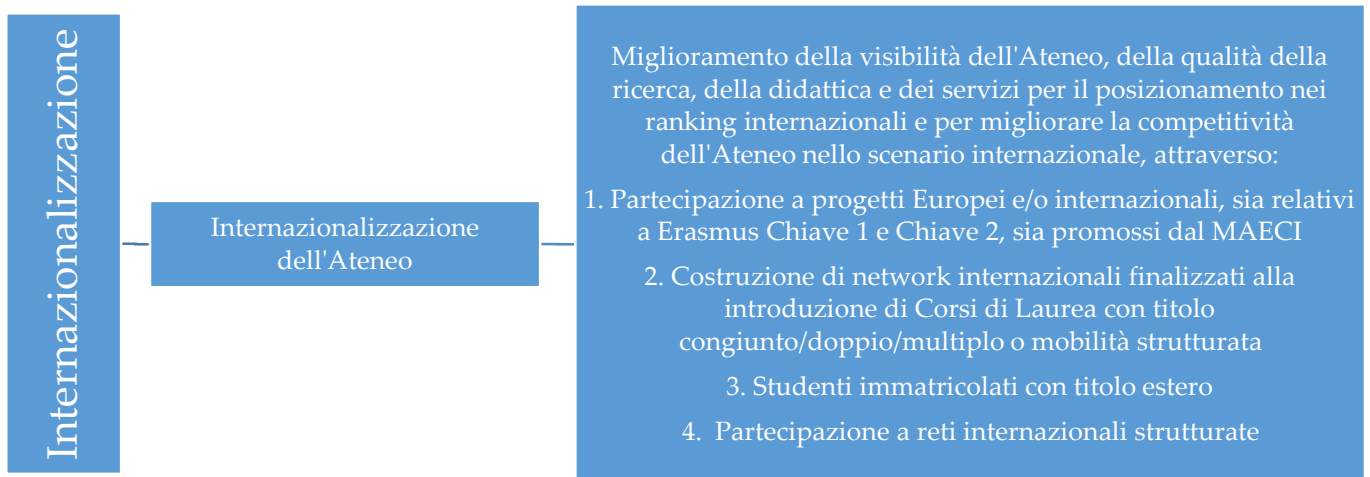 Internazionalizzazione
Internazionalizzazione
dell'Ateneo
Miglioramento della visibilità dell'Ateneo, della qualità della
ricerca, della didattica e dei servizi per il posizionamento nei
ranking internazionali e per migliorare la competitività
dell'Ateneo nello scenario internazionale, attraverso:
1. Partecipazione a progetti Europei e/o internazionali, sia relativi
a Erasmus Chiave 1 e Chiave 2, sia promossi dal MAECI
2. Costruzione di network internazionali finalizzati alla
introduzione di Corsi di Laurea con titolo
congiunto/doppio/multiplo o mobilità strutturata
3. Studenti immatricolati con titolo estero
4. Partecipazione a reti internazionali strutturate